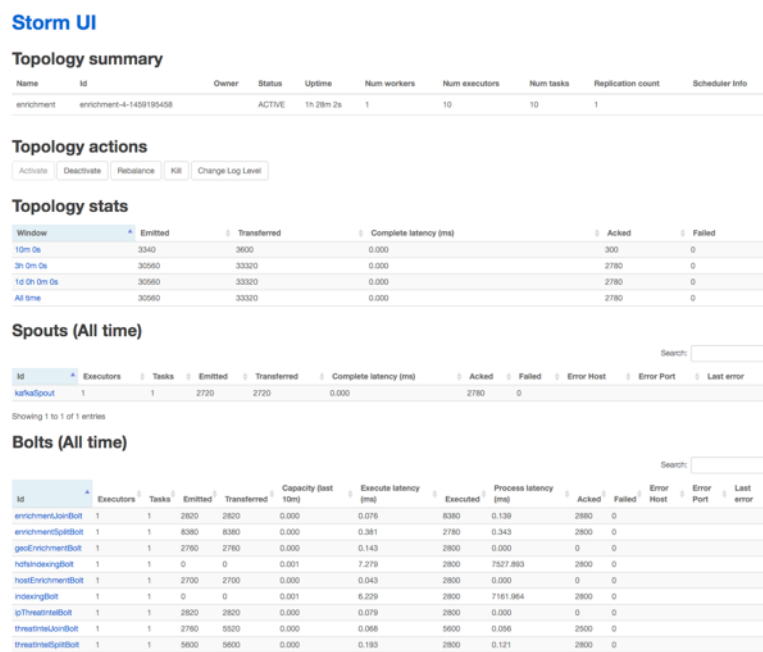 Storm UI
Topology summary
Name Id Owner Status Uptime Num workers Num executors Num tasks Replication count Scheduler Info
enrichment enrichment-4-1459195458 ACTIVE 1h 28m 2s 1 10 10 1
Topology actions
Activate Deactivate Rebalance Kill Change Log Level
Topology stats
Window Emitted Transferred Complete latency (ms) Acked Failed
10m 0s 3340 3600 0.000 300 0
3h 0m 0s 30560 33320 0.000 2780 0
1d 0h 0m 0s 30560 33320 0.000 2780 0
All time 30560 33320 0.000 2780 0
Spouts (All time)
Search:
Id Executors Tasks Emitted Transferred Complete latency (ms) Acked Failed Error Host Error Port Last error
kafkaSpout 1 1 2720 2720 0.000 2780 0
Showing 1 to 1 of 1 entries
Bolts (All time)
Search:
Id Executors Tasks Emitted Transferred Capacity (last 10m) Execute latency (ms) Executed Process latency (ms) Acked Failed Error Host Error Port Last error
enrichmentJoinBolt 1 1 2820 2820 0.000 0.076 8380 0.139 2880 0
enrichmentSplitBolt 1 1 8380 8380 0.000 0.381 2780 0.343 2800 0
geoEnrichmentBolt 1 1 2760 2760 0.000 0.143 2800 0.000 0 0
hdfsIndexingBolt 1 1 0 0 0.001 7.279 2800 7527.893 2800 0
hostEnrichmentBolt 1 1 2700 2700 0.000 0.043 2800 0.000 0 0
indexingBolt 1 1 0 0 0.001 6.229 2800 7161.964 2800 0
ipThreatIntelBolt 1 1 2820 2820 0.000 0.079 2800 0.000 0 0
threatIntelJoinBolt 1 1 2760 5520 0.000 0.068 5600 0.056 2500 0
threatIntelSplitBolt 1 1 5600 5600 0.000 0.193 2800 0.121 2800 0